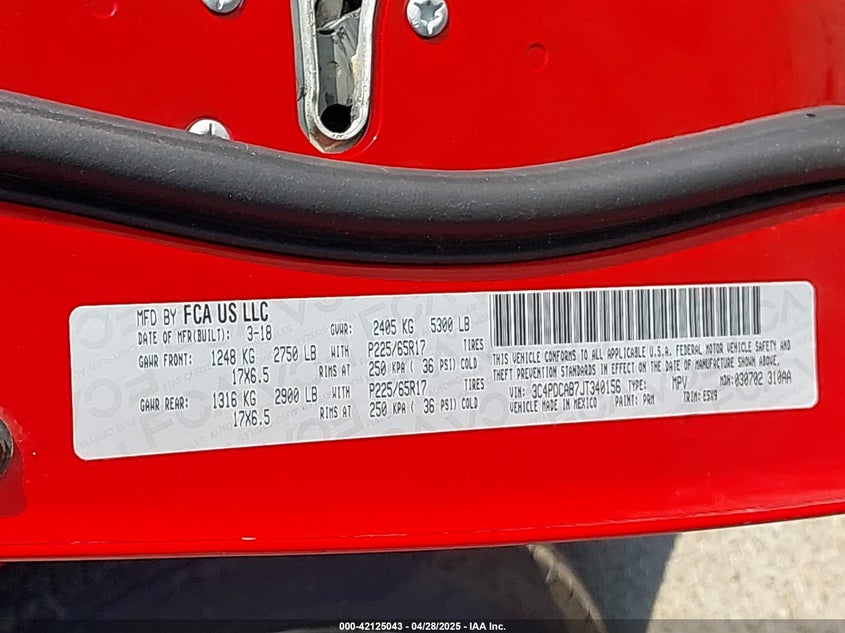 MFD BY FCA US LLC
DATE OF MFR(BUILT): 3-18 GVWR: 2405 KG 5300 LB
GAWR FRONT: 1248 KG 2750 LB WITH P225/65R17 TIRES
17X6.5 RIMS AT 250 KPA ( 36 PSI) COLD
GAWR REAR: 1316 KG 2900 LB WITH P225/65R17 TIRES
17X6.5 RIMS AT 250 KPA ( 36 PSI) COLD
THIS VEHICLE CONFORMS TO ALL APPLICABLE U.S.A. FEDERAL MOTOR VEHICLE SAFETY AND
THEFT PREVENTION STANDARDS IN EFFECT ON THE DATE OF MANUFACTURE SHOWN ABOVE.
VIN: 3C4PDCAB7JT340156 TYPE: MPV MDH: 030702 310AA
VEHICLE MADE IN MEXICO PAINT: PRM TRIM: E5X9
000-42125043 / 04/28/2025 - IAA Inc.